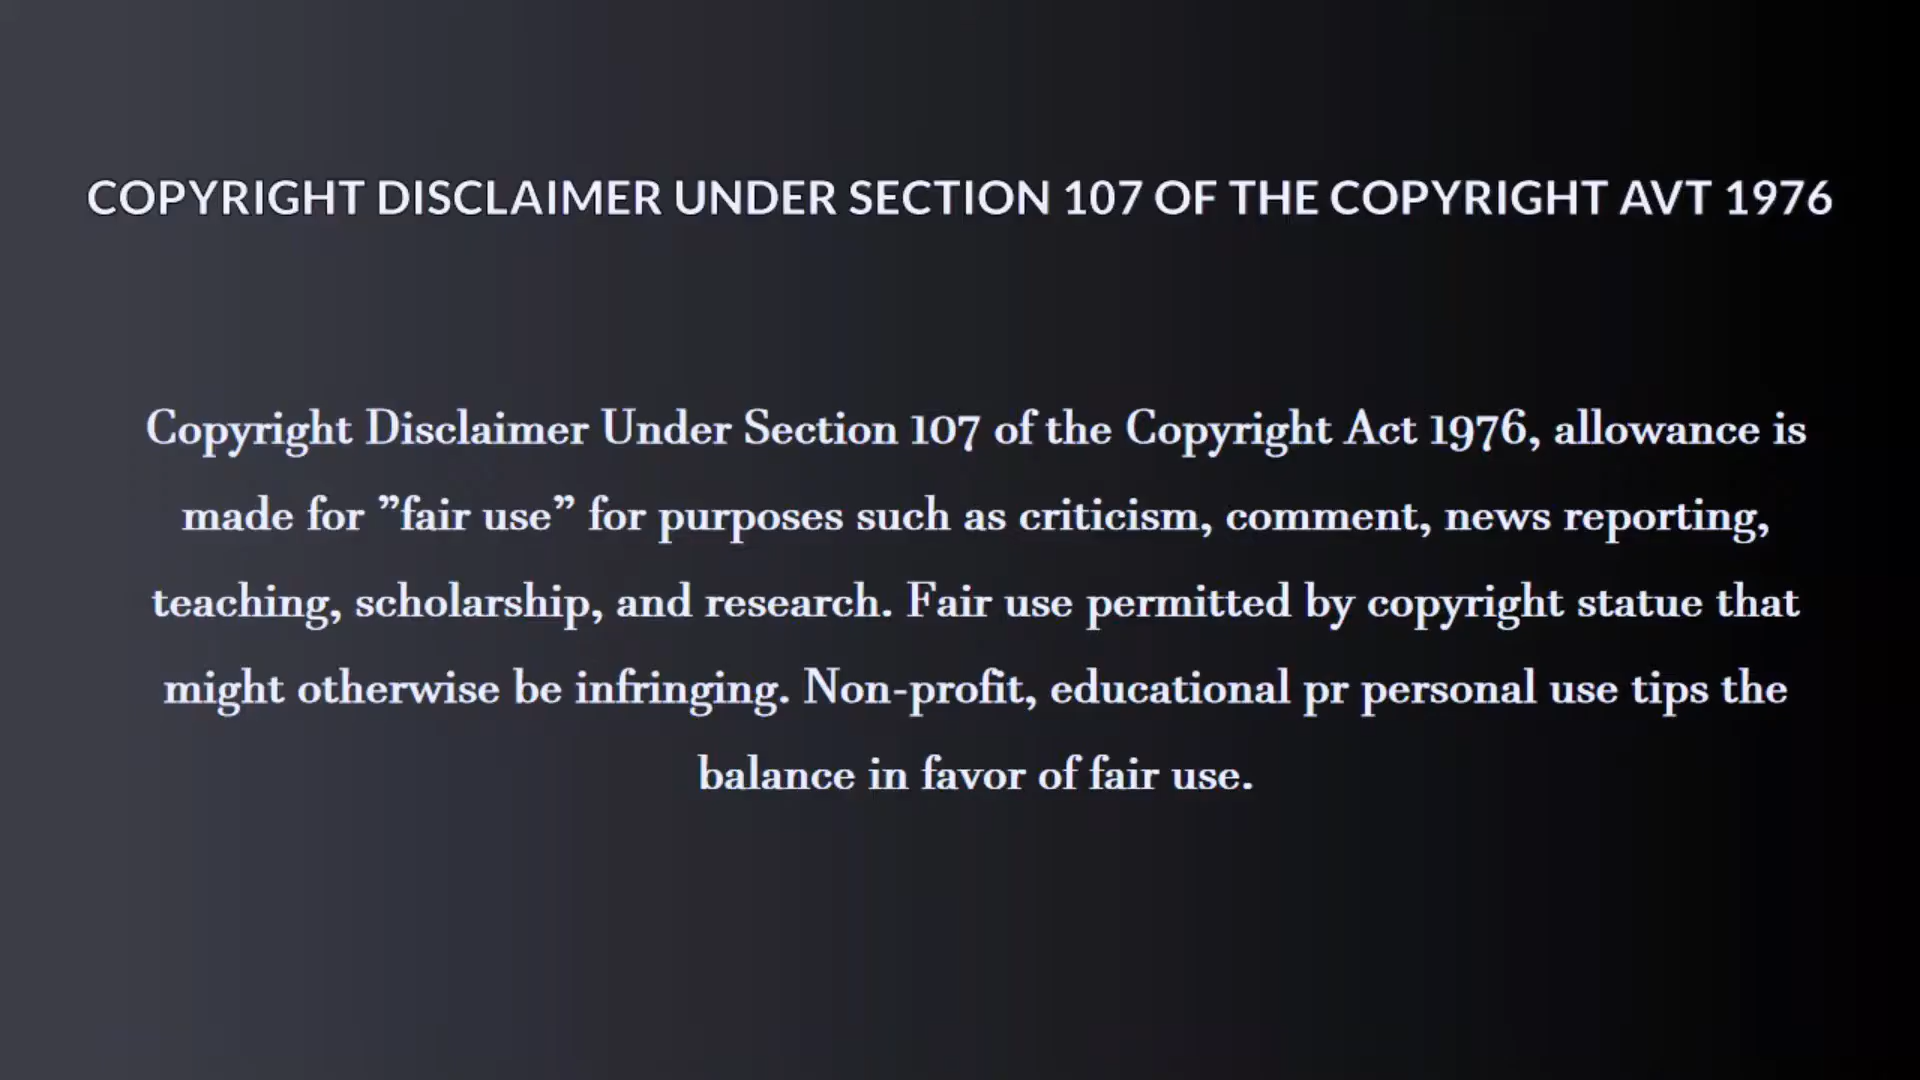 COPYRIGHT DISCLAIMER UNDER SECTION 107 OF THE COPYRIGHT AVT 1976
Copyright Disclaimer Under Section 107 of the Copyright Act 1976, allowance is
made for ”fair use” for purposes such as criticism, comment, news reporting,
teaching, scholarship, and research. Fair use permitted by copyright statue that
might otherwise be infringing. Non-profit, educational pr personal use tips the
balance in favor of fair use.